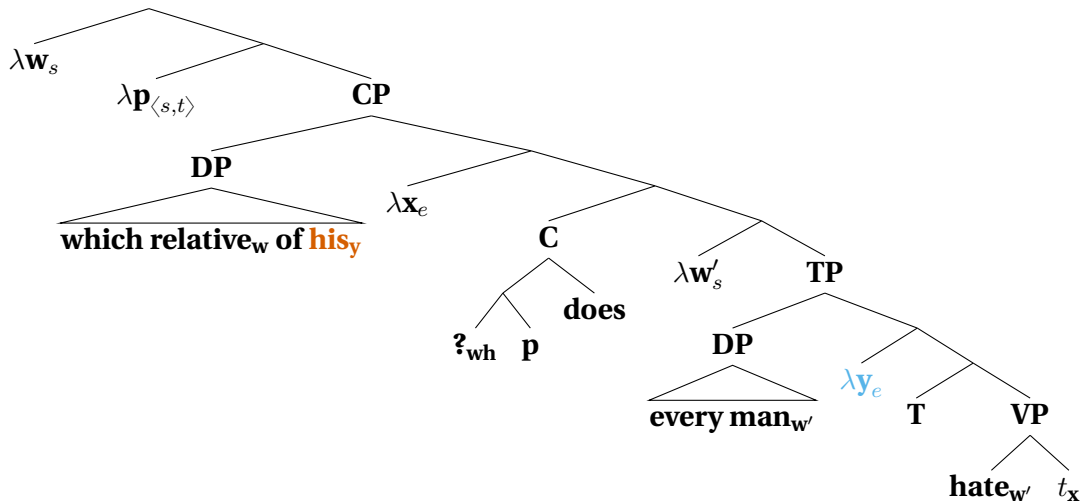 λw_s
λp_⟨s,t⟩
CP
DP
which relative_w of his_y
λx_e
C
?_wh p
does
λw′_s
TP
DP
every man_w′
λy_e
T
VP
hate_w′
t_x